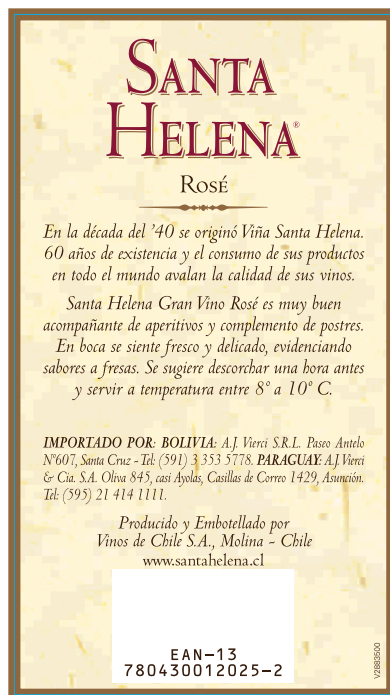 SANTA
HELENA®
ROSÉ
En la década del ’40 se originó Viña Santa Helena.
60 años de existencia y el consumo de sus productos
en todo el mundo avalan la calidad de sus vinos.
Santa Helena Gran Vino Rosé es muy buen
acompañante de aperitivos y complemento de postres.
En boca se siente fresco y delicado, evidenciando
sabores a fresas. Se sugiere descorchar una hora antes
y servir a temperatura entre 8° a 10° C.
IMPORTADO POR: BOLIVIA: A.J. Vierci S.R.L. Paseo Antelo
N°607, Santa Cruz - Tel: (591) 3 353 5778. PARAGUAY: A.J. Vierci
& Cia. S.A. Oliva 845, casi Ayolas, Casillas de Correo 1429, Asunción.
Tel: (595) 21 414 1111.
Producido y Embotellado por
Vinos de Chile S.A., Molina - Chile
www.santahelena.cl
EAN-13
780430012025-2
V2883500